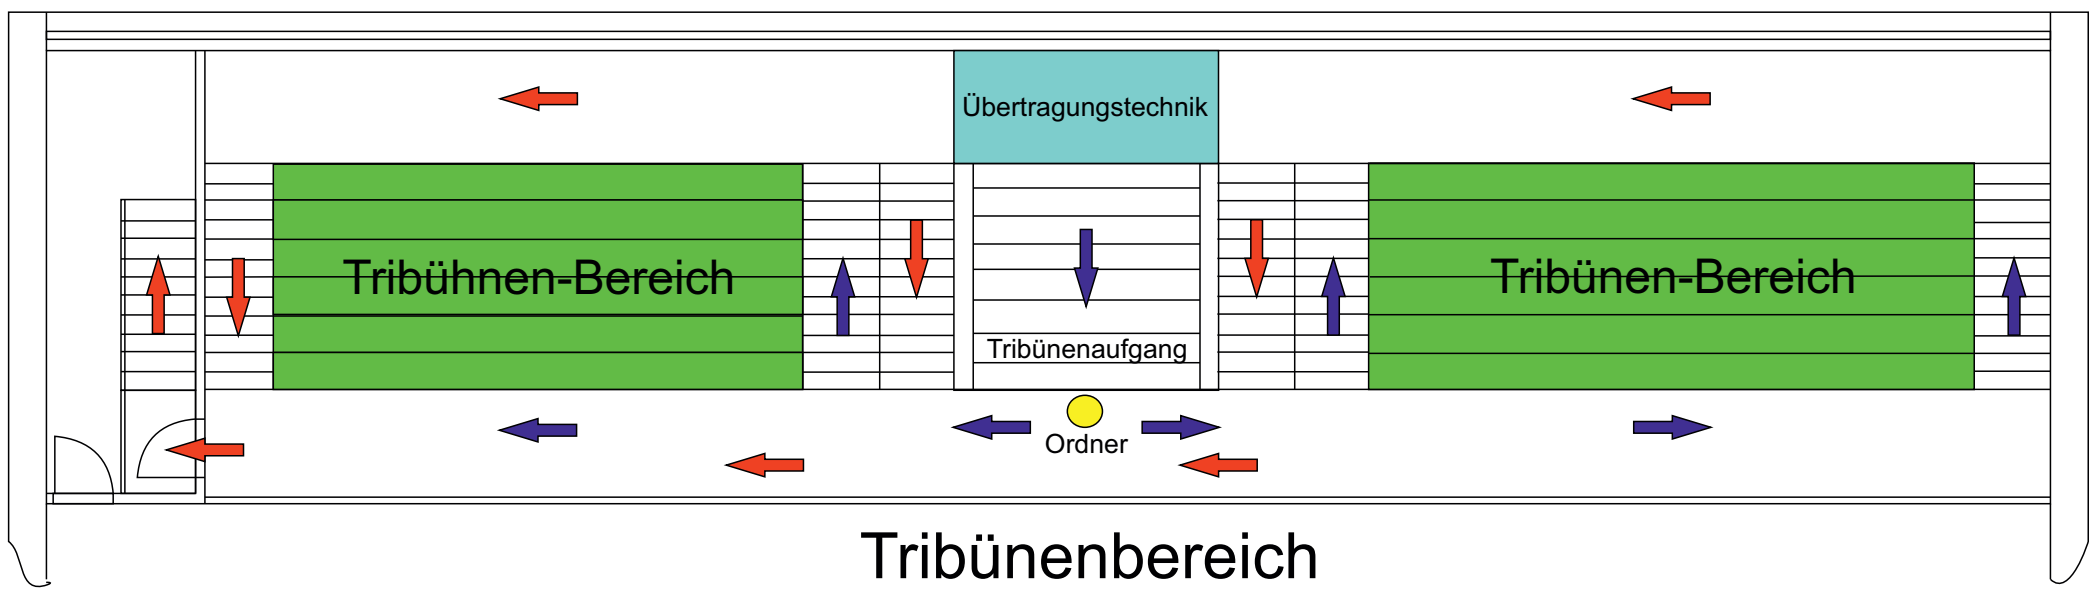 Übertragungstechnik
Tribühnen-Bereich
Tribünen-Bereich
Tribünenaufgang
Ordner
Tribünenbereich